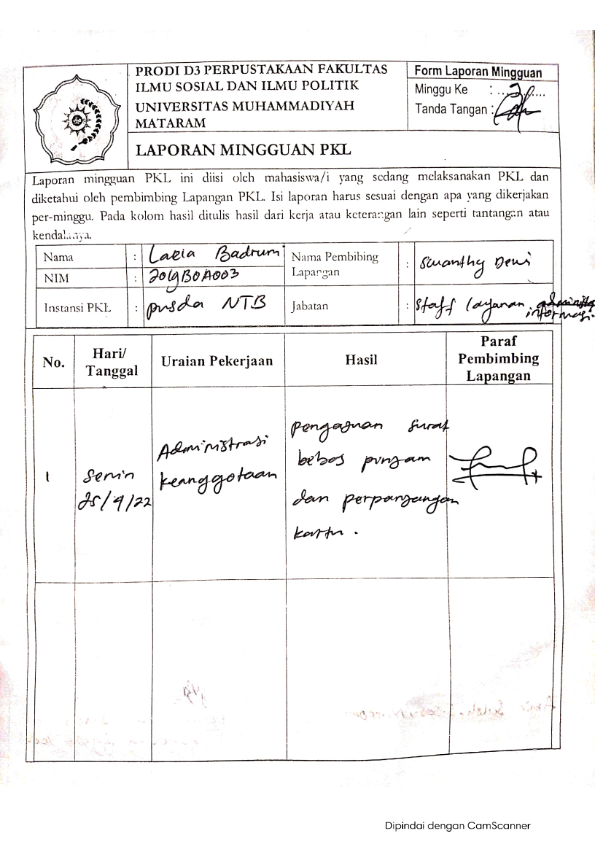 PRODI D3 PERPUSTAKAAN FAKULTAS
ILMU SOSIAL DAN ILMU POLITIK
UNIVERSITAS MUHAMMADIYAH
MATARAM
LAPORAN MINGGUAN PKL
Form Laporan Mingguan
Minggu Ke : ...2....
Tanda Tangan :
Laporan mingguan PKL ini diisi oleh mahasiswa/i yang sedang melaksanakan PKL dan
diketahui oleh pembimbing Lapangan PKL. Isi laporan harus sesuai dengan apa yang dikerjakan
per-minggu. Pada kolom hasil ditulis hasil dari kerja atau keterangan lain seperti tantangan atau
kendalanya.
Nama : Laela Badrum
NIM : 2019B0A003
Instansi PKL : pusda NTB
Nama Pembibing
Lapangan : Swanthy Dewi
Jabatan : Staff layanan
informasi
No.
Hari/
Tanggal
Uraian Pekerjaan
Hasil
Paraf
Pembimbing
Lapangan
1
Senin
25/4/22
Administrasi
keanggotaan
pengajuan surat
bebas pinjam
dan perpanjangan
kartu.
Dipindai dengan CamScanner